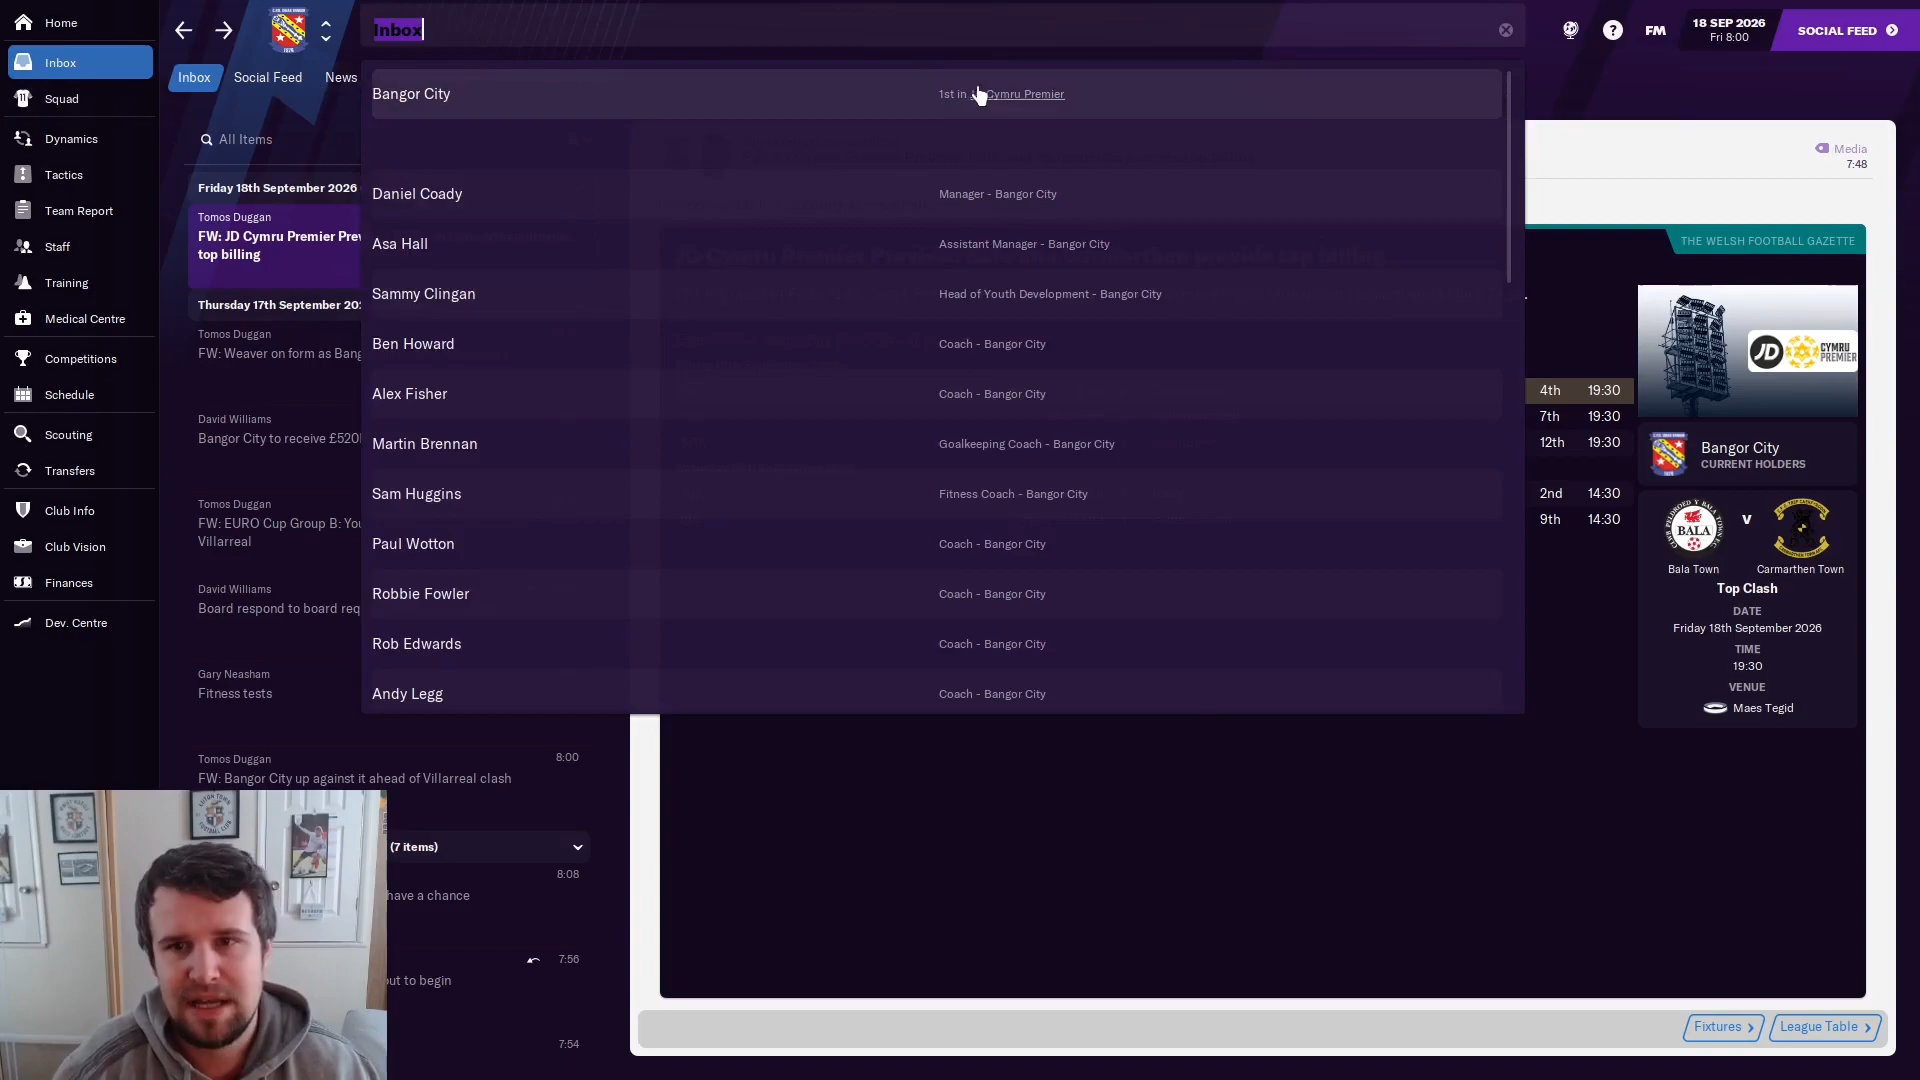 Home
Inbox
Squad
Dynamics
Tactics
Team Report
Staff
Training
Medical Centre
Competitions
Schedule
Scouting
Transfers
Club Info
Club Vision
Finances
Dev. Centre
1876
Inbox
FM
18 SEP 2026
Fri 8:00
SOCIAL FEED
Inbox
Social Feed
News
All Items
Friday 18th September 2026
Tomos Duggan
FW: JD Cymru Premier Prev
top billing
Thursday 17th September 202
Tomos Duggan
FW: Weaver on form as Bang
David Williams
Bangor City to receive £520
Tomos Duggan
FW: EURO Cup Group B: You
Villarreal
David Williams
Board respond to board req
Gary Neasham
Fitness tests
Tomos Duggan
8:00
FW: Bangor City up against it ahead of Villarreal clash
(7 items)
8:08
have a chance
7:56
out to begin
7:54
Bangor City
1st in Cymru Premier
Daniel Coady
Manager - Bangor City
Asa Hall
Assistant Manager - Bangor City
Sammy Clingan
Head of Youth Development - Bangor City
Ben Howard
Coach - Bangor City
Alex Fisher
Coach - Bangor City
Martin Brennan
Goalkeeping Coach - Bangor City
Sam Huggins
Fitness Coach - Bangor City
Paul Wotton
Coach - Bangor City
Robbie Fowler
Coach - Bangor City
Rob Edwards
Coach - Bangor City
Andy Legg
Coach - Bangor City
Media
7:48
THE WELSH FOOTBALL GAZETTE
JD CYMRU
PREMIER
4th 19:30
7th 19:30
12th 19:30
2nd 14:30
9th 14:30
Bangor City
CURRENT HOLDERS
BALA
v
Bala Town
Carmarthen Town
Top Clash
DATE
Friday 18th September 2026
TIME
19:30
VENUE
Maes Tegid
Fixtures
League Table
LUTON TOWN
FOOTBALL CLUB